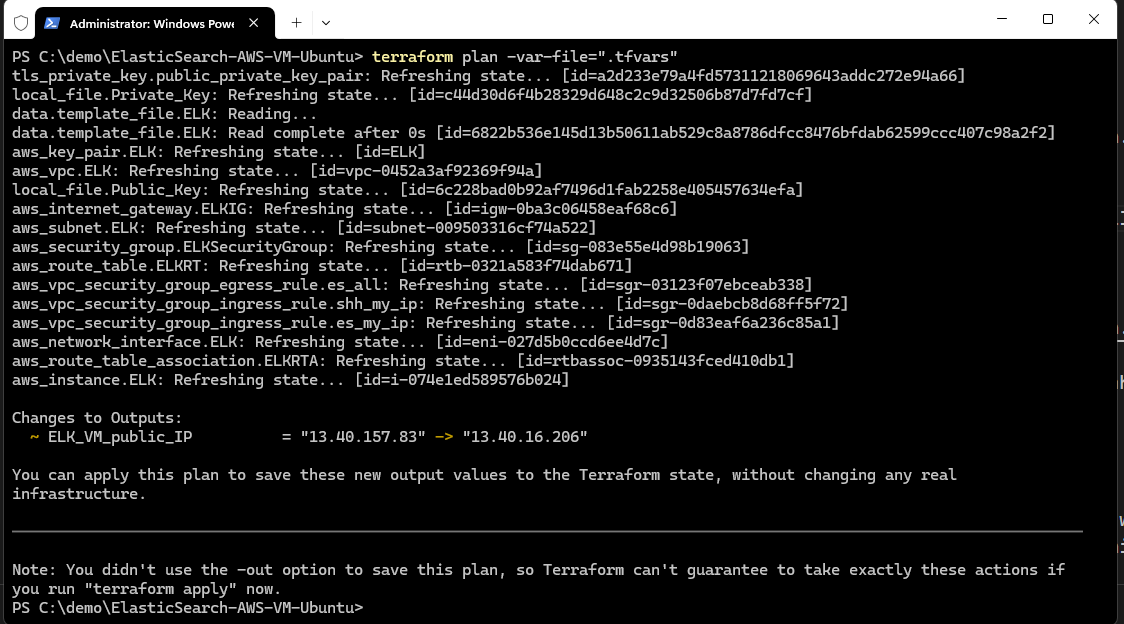 Administrator: Windows Powe
PS C:\demo\ElasticSearch-AWS-VM-Ubuntu> terraform plan -var-file=".tfvars"
tls_private_key.public_private_key_pair: Refreshing state... [id=a2d233e79a4fd57311218069643addc272e94a66]
local_file.Private_Key: Refreshing state... [id=c44d30d6f4b28329d648c2c9d32506b87d7fd7cf]
data.template_file.ELK: Reading...
data.template_file.ELK: Read complete after 0s [id=6822b536e145d13b50611ab529c8a8786dfcc8476bfdab62599ccc407c98a2f2]
aws_key_pair.ELK: Refreshing state... [id=ELK]
aws_vpc.ELK: Refreshing state... [id=vpc-0452a3af92369f94a]
local_file.Public_Key: Refreshing state... [id=6c228bad0b92af7496d1fab2258e405457634efa]
aws_internet_gateway.ELKIG: Refreshing state... [id=igw-0ba3c06458eaf68c6]
aws_subnet.ELK: Refreshing state... [id=subnet-009503316cf74a522]
aws_security_group.ELKSecurityGroup: Refreshing state... [id=sg-083e55e4d98b19063]
aws_route_table.ELKRT: Refreshing state... [id=rtb-0321a583f74dab671]
aws_vpc_security_group_egress_rule.es_all: Refreshing state... [id=sgr-03123f07ebceab338]
aws_vpc_security_group_ingress_rule.shh_my_ip: Refreshing state... [id=sgr-0daebcb8d68ff5f72]
aws_vpc_security_group_ingress_rule.es_my_ip: Refreshing state... [id=sgr-0d83eaf6a236c85a1]
aws_network_interface.ELK: Refreshing state... [id=eni-027d5b0ccd6ee4d7c]
aws_route_table_association.ELKRTA: Refreshing state... [id=rtbassoc-0935143fced410db1]
aws_instance.ELK: Refreshing state... [id=i-074e1ed589576b024]
Changes to Outputs:
~ ELK_VM_public_IP = "13.40.157.83" -> "13.40.16.206"
You can apply this plan to save these new output values to the Terraform state, without changing any real
infrastructure.
Note: You didn't use the -out option to save this plan, so Terraform can't guarantee to take exactly these actions if
you run "terraform apply" now.
PS C:\demo\ElasticSearch-AWS-VM-Ubuntu>